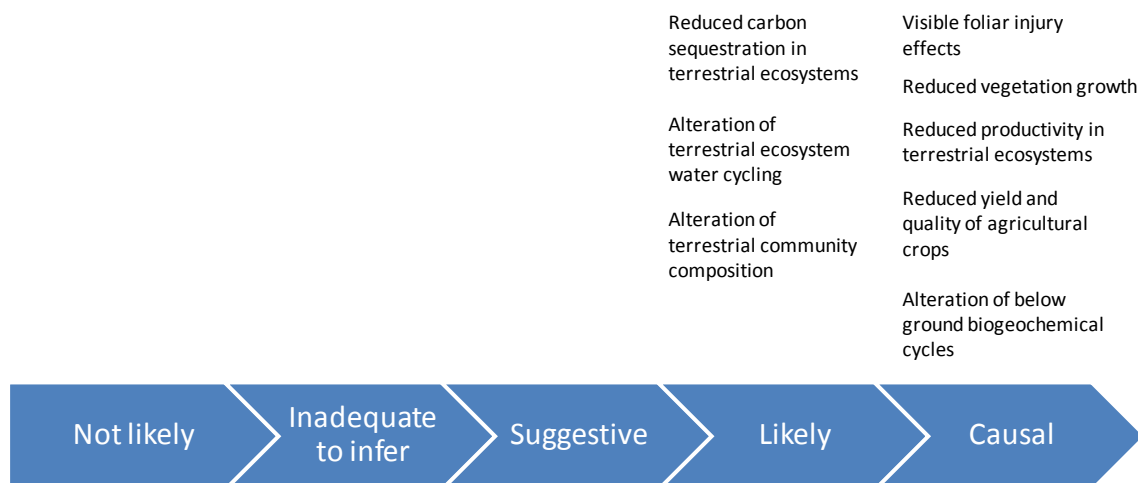 Reduced carbon
sequestration in
terrestrial ecosystems
Alteration of
terrestrial ecosystem
water cycling
Alteration of
terrestrial community
composition
Visible foliar injury
effects
Reduced vegetation growth
Reduced productivity in
terrestrial ecosystems
Reduced yield and
quality of agricultural
crops
Alteration of below
ground biogeochemical
cycles
Not likely
Inadequate
to infer
Suggestive
Likely
Causal